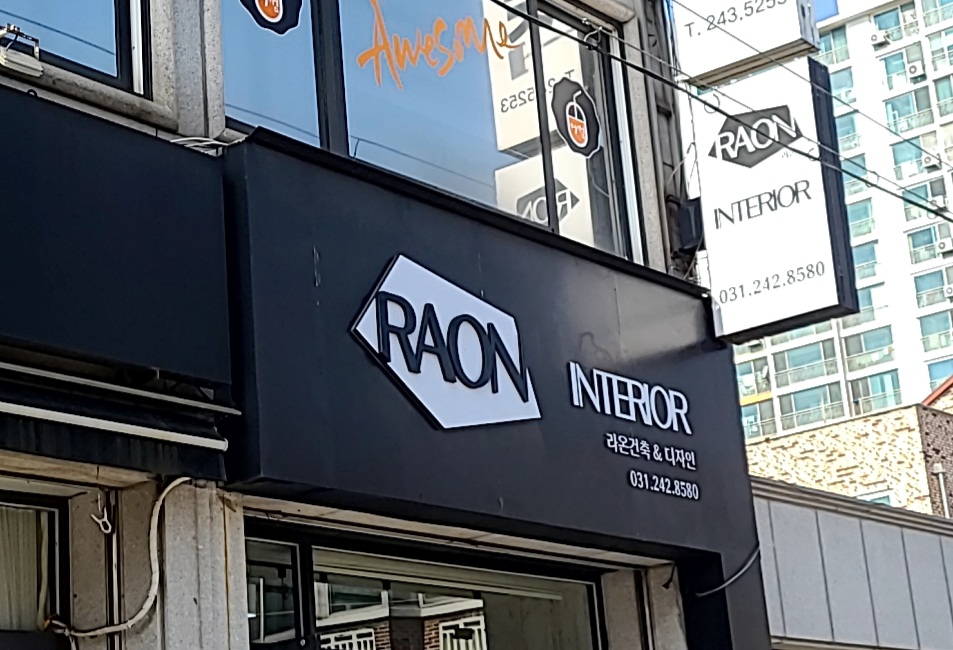 Awesome
T. 243.5253
RAON
INTERIOR
031.242.8580
RAON
INTERIOR
라온건축 & 디자인
031.242.8580